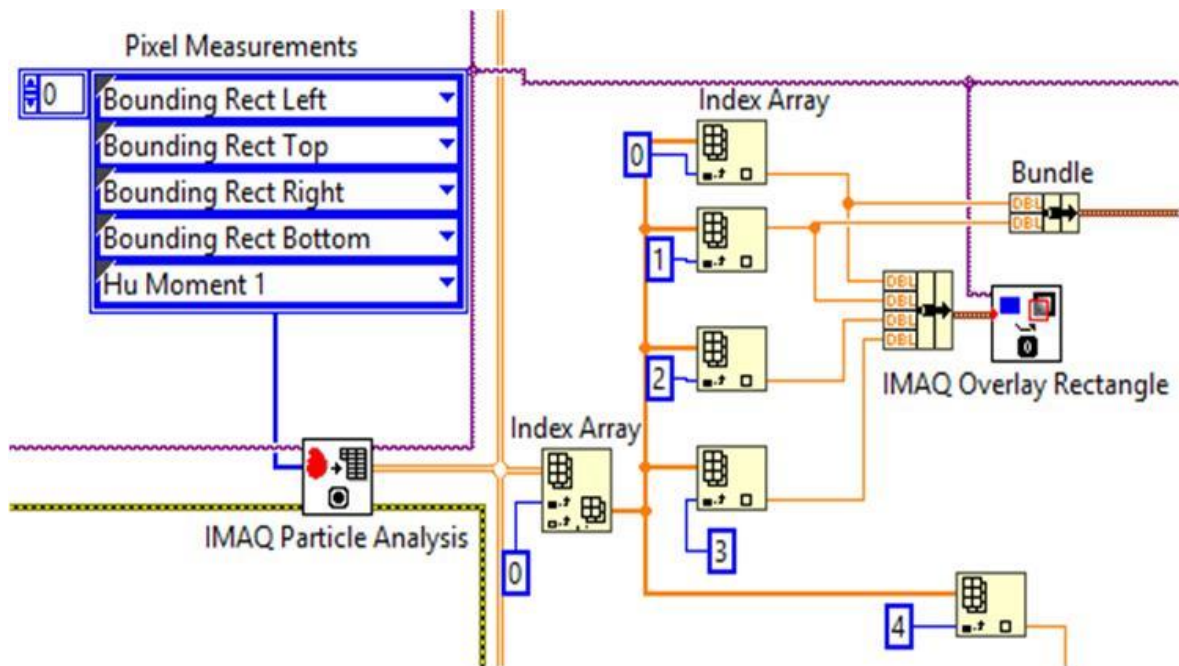 Pixel Measurements
0
Bounding Rect Left
Bounding Rect Top
Bounding Rect Right
Bounding Rect Bottom
Hu Moment 1
IMAQ Particle Analysis
Index Array
0
Index Array
0
1
2
3
4
Bundle
DBL
DBL
DBL
DBL
DBL
DBL
IMAQ Overlay Rectangle
0